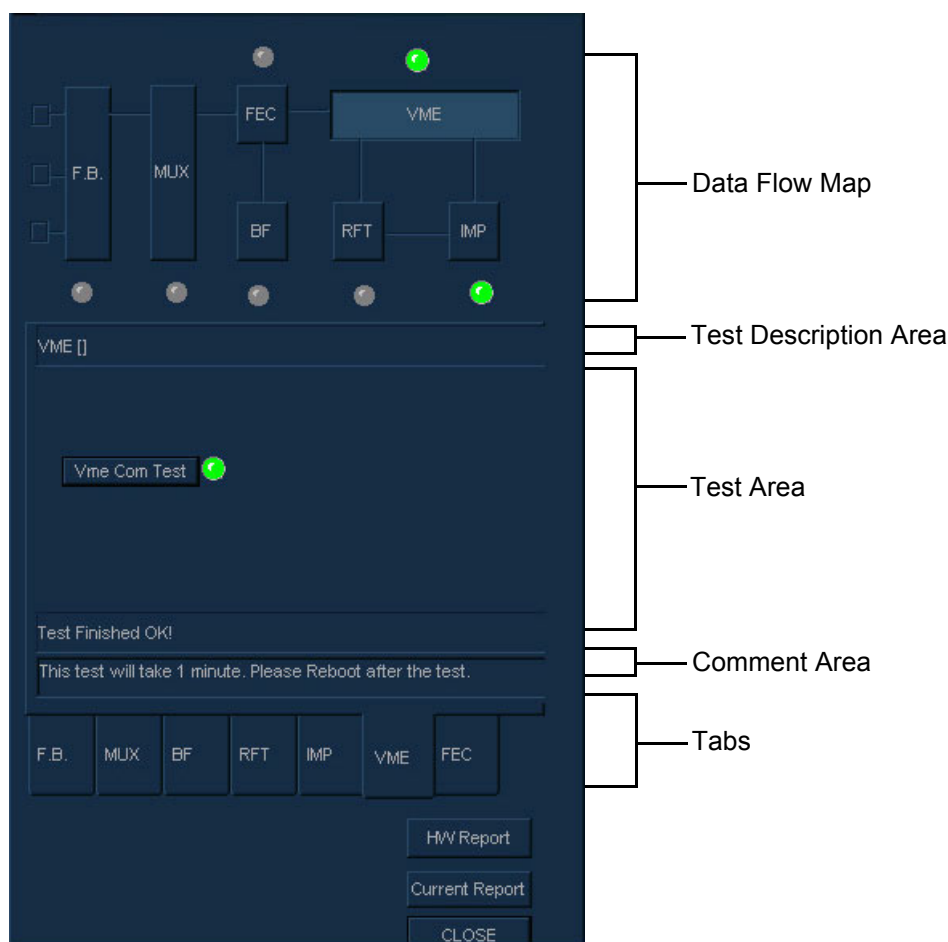 FEC
VME
F.B.
MUX
BF
RFT
IMP
Data Flow Map
VME []
Test Description Area
Vme Com Test
Test Area
Test Finished OK!
This test will take 1 minute. Please Reboot after the test.
Comment Area
F.B.
MUX
BF
RFT
IMP
VME
FEC
Tabs
HW Report
Current Report
CLOSE